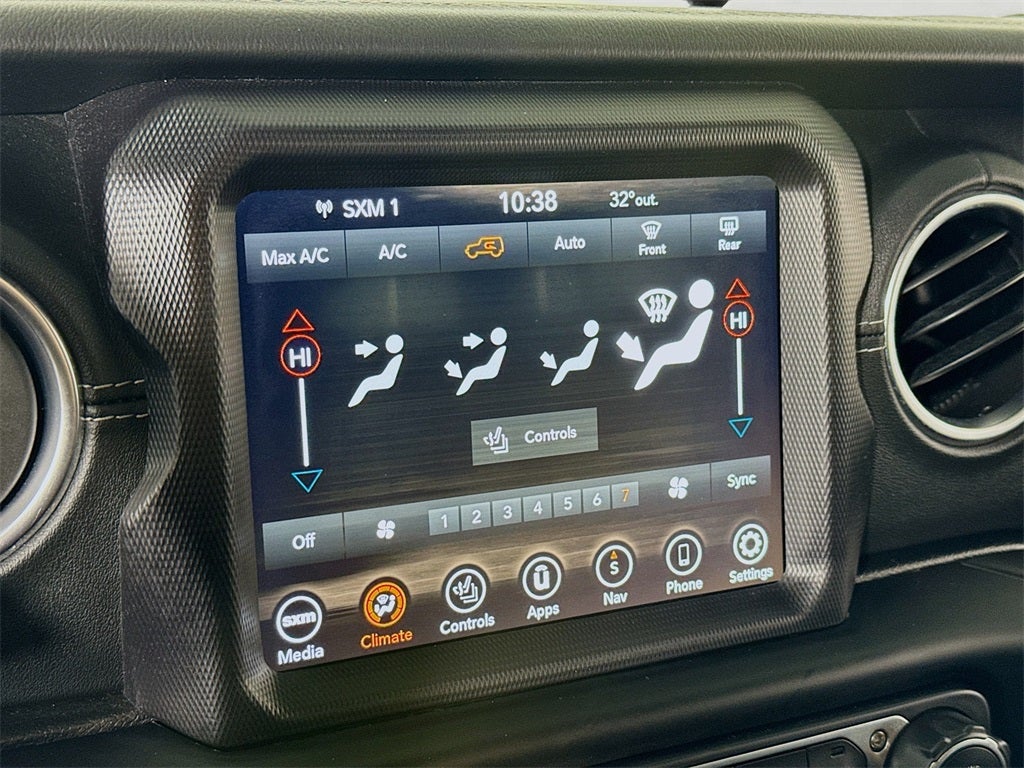 SXM 1 10:38 32°out.
Max A/C A/C Auto Front Rear
HI HI
Controls
Off 1 2 3 4 5 6 7 Sync
sxm S
Media Climate Controls Apps Nav Phone Settings